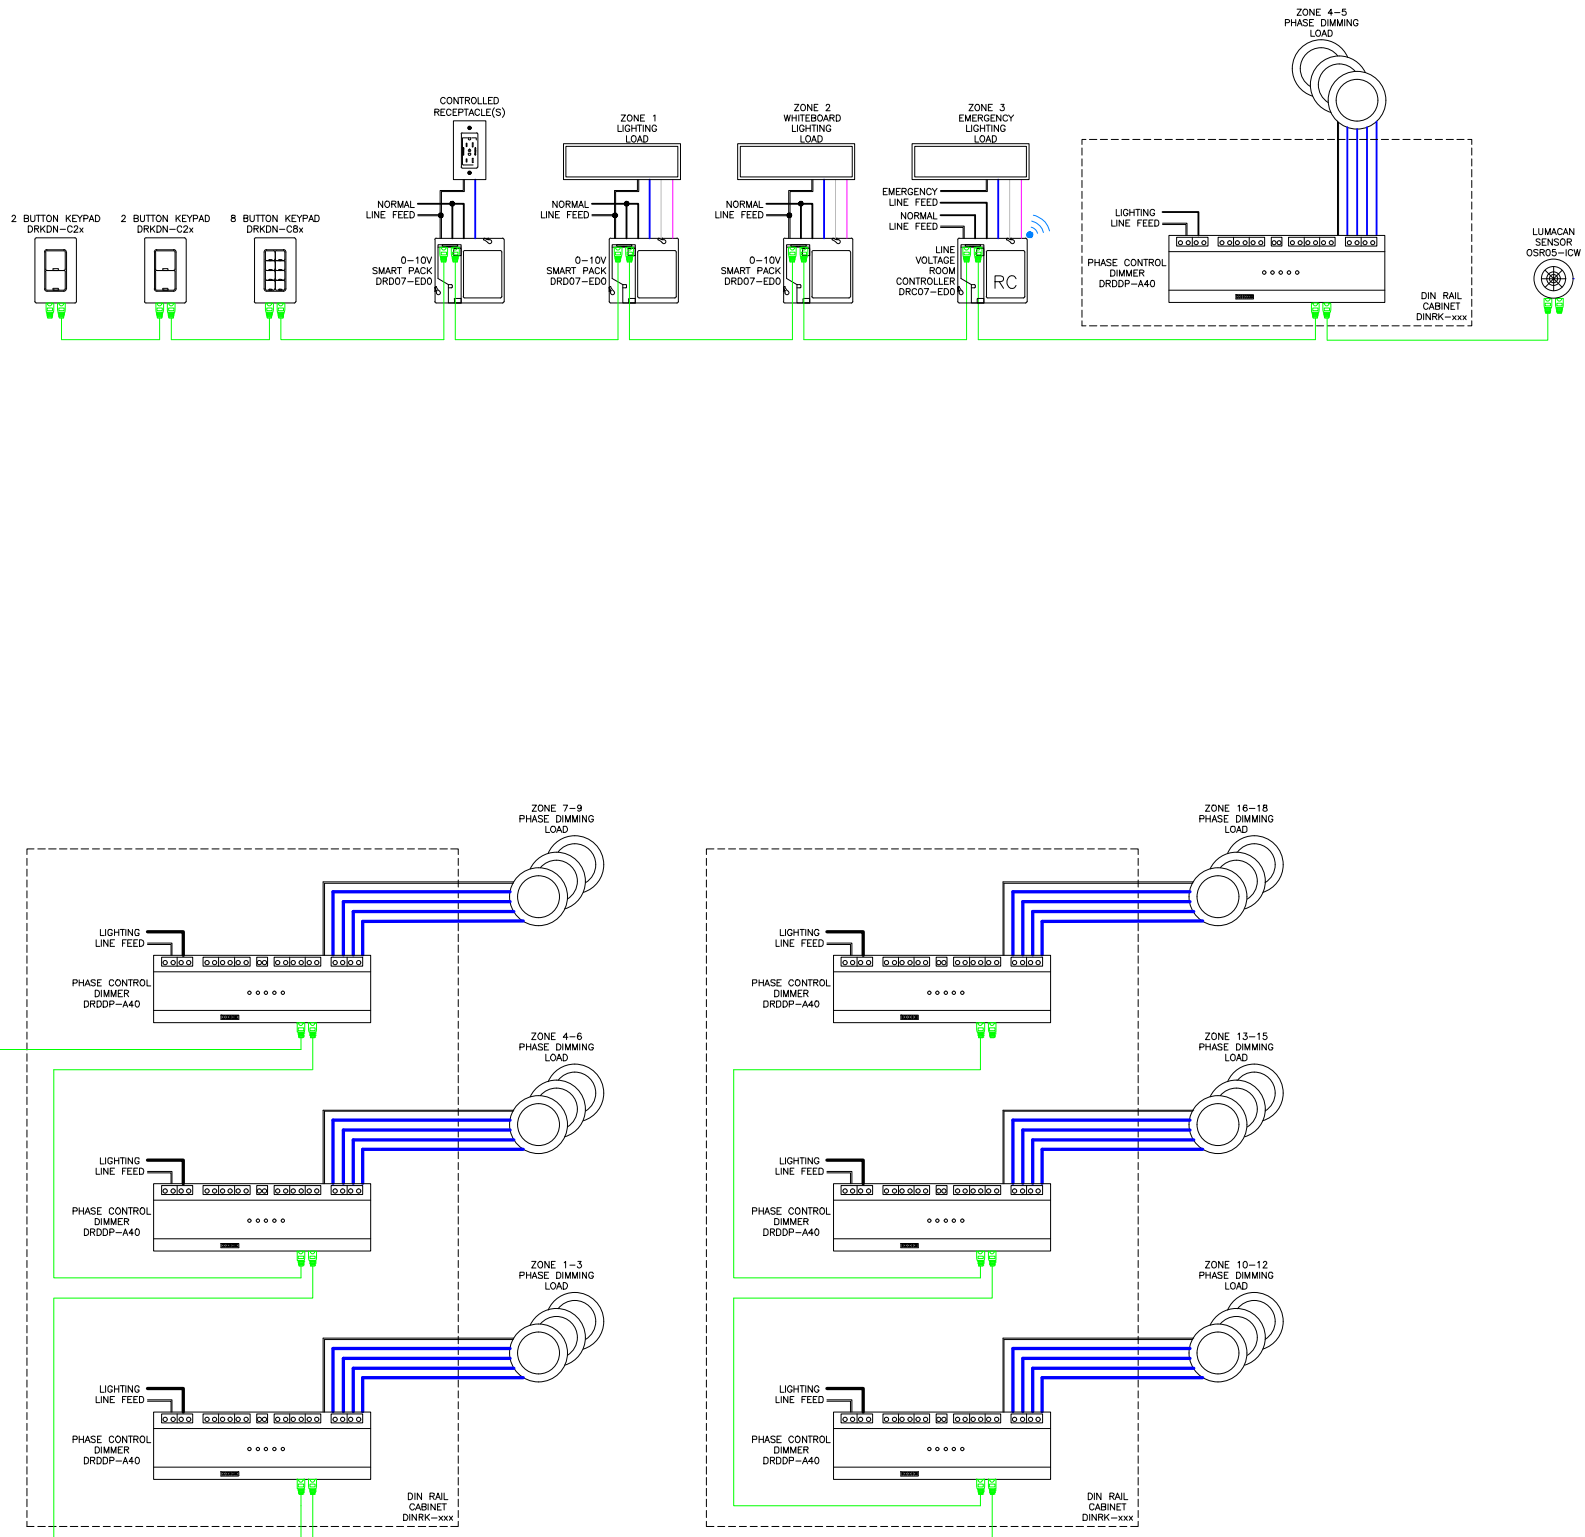 ZONE 4-5
PHASE DIMMING
LOAD
CONTROLLED
RECEPTACLE(S)
ZONE 1
LIGHTING
LOAD
ZONE 2
WHITEBOARD
LIGHTING
LOAD
ZONE 3
EMERGENCY
LIGHTING
LOAD
NORMAL
LINE FEED
NORMAL
LINE FEED
NORMAL
LINE FEED
EMERGENCY
LINE FEED
NORMAL
LINE FEED
LIGHTING
LINE FEED
2 BUTTON KEYPAD
DRKDN-C2x
2 BUTTON KEYPAD
DRKDN-C2x
8 BUTTON KEYPAD
DRKDN-C8x
0-10V
SMART PACK
DRD07-ED0
0-10V
SMART PACK
DRD07-ED0
0-10V
SMART PACK
DRD07-ED0
LINE
VOLTAGE
ROOM
CONTROLLER
DRC07-ED0
RC
PHASE CONTROL
DIMMER
DRDDP-A40
DIN RAIL
CABINET
DINRK-xxx
LUMACAN
SENSOR
OSR05-ICW
ZONE 7-9
PHASE DIMMING
LOAD
LIGHTING
LINE FEED
PHASE CONTROL
DIMMER
DRDDP-A40
ZONE 4-6
PHASE DIMMING
LOAD
LIGHTING
LINE FEED
PHASE CONTROL
DIMMER
DRDDP-A40
ZONE 1-3
PHASE DIMMING
LOAD
LIGHTING
LINE FEED
PHASE CONTROL
DIMMER
DRDDP-A40
DIN RAIL
CABINET
DINRK-xxx
ZONE 16-18
PHASE DIMMING
LOAD
LIGHTING
LINE FEED
PHASE CONTROL
DIMMER
DRDDP-A40
ZONE 13-15
PHASE DIMMING
LOAD
LIGHTING
LINE FEED
PHASE CONTROL
DIMMER
DRDDP-A40
ZONE 10-12
PHASE DIMMING
LOAD
LIGHTING
LINE FEED
PHASE CONTROL
DIMMER
DRDDP-A40
DIN RAIL
CABINET
DINRK-xxx